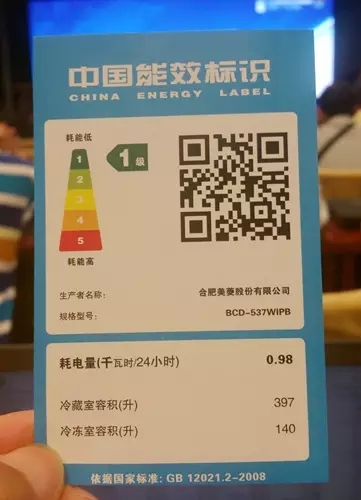 中国能效标识
CHINA ENERGY LABEL
耗能低
1
1级
2
3
4
5
耗能高
生产者名称: 合肥美菱股份有限公司
规格型号: BCD-537WIPB
耗电量(千瓦时/24小时) 0.98
冷藏室容积(升) 397
冷冻室容积(升) 140
依据国家标准: GB 12021.2-2008